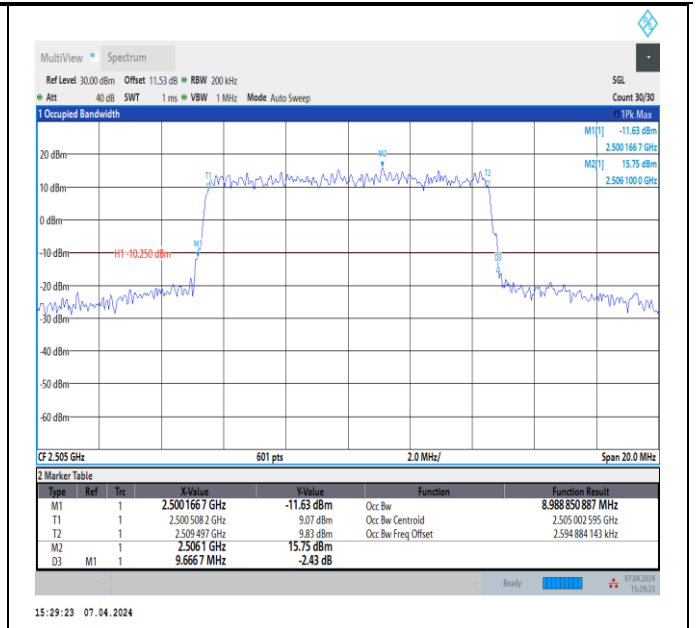 MultiView Spectrum
Ref Level 30.00 dBm Offset 11.53 dB RBW 200 kHz SGL
Att 40 dB SWT 1 ms VBW 1 MHz Mode Auto Sweep Count 30/30
1 Occupied Bandwidth 1Pk Max
M1[1] -11.63 dBm
2.500 166 7 GHz
M2[1] 15.75 dBm
2.506 100 0 GHz
20 dBm
M2
T1
T2
10 dBm
0 dBm
M1
-10 dBm
H1 -10.250 dBm
D3
-20 dBm
-30 dBm
-40 dBm
-50 dBm
-60 dBm
CF 2.505 GHz 601 pts 2.0 MHz/ Span 20.0 MHz
2 Marker Table
Type Ref Trc X-Value Y-Value Function Function Result
M1 1 2.500 166 7 GHz -11.63 dBm Occ Bw 8.988 850 887 MHz
T1 1 2.500 508 2 GHz 9.07 dBm Occ Bw Centroid 2.505 002 595 GHz
T2 1 2.509 497 GHz 9.83 dBm Occ Bw Freq Offset 2.594 884 143 kHz
M2 1 2.506 1 GHz 15.75 dBm
D3 M1 1 9.666 7 MHz -2.43 dB
Ready 07.04.2024
15:29:23
15:29:23 07.04.2024